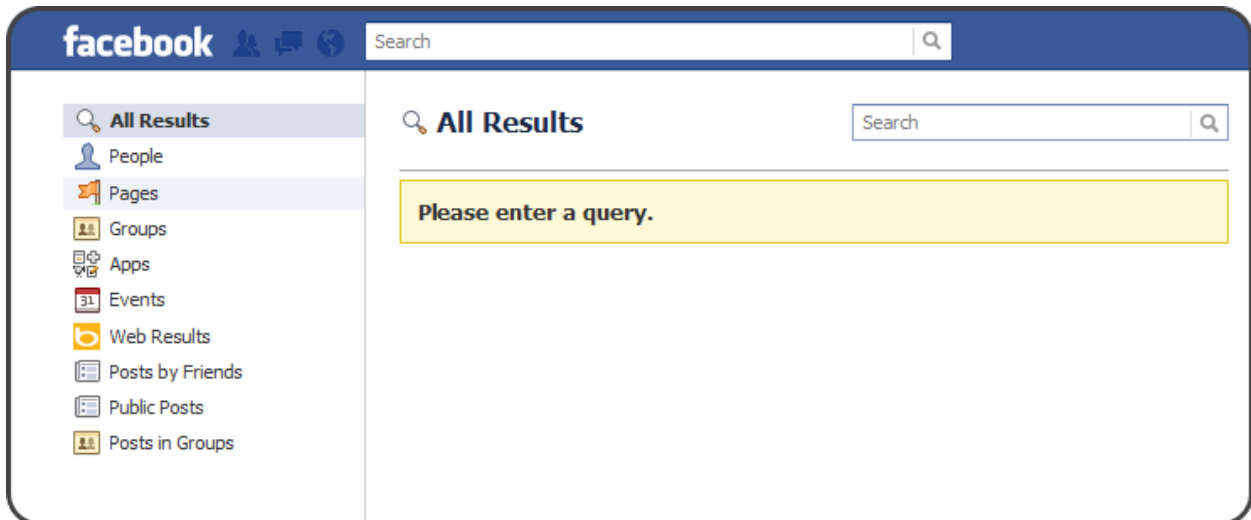 facebook Search
All Results
People
Pages
Groups
31 Events
Apps
Web Results
Posts by Friends
Public Posts
Posts in Groups
All Results Search
Please enter a query.